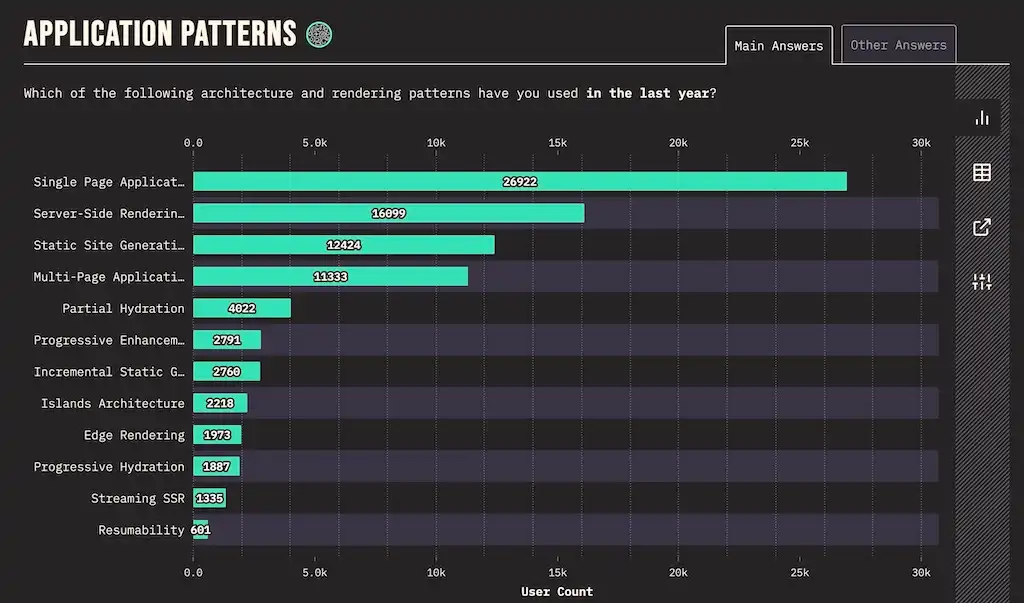 APPLICATION PATTERNS
Main Answers
Other Answers
Which of the following architecture and rendering patterns have you used in the last year?
0.0 5.0k 10k 15k 20k 25k 30k
Single Page Applicat… 26922
Server-Side Renderin… 16099
Static Site Generati… 12424
Multi-Page Applicati… 11333
Partial Hydration 4022
Progressive Enhancem… 2791
Incremental Static G… 2760
Islands Architecture 2218
Edge Rendering 1973
Progressive Hydration 1887
Streaming SSR 1335
Resumability 601
0.0 5.0k 10k 15k 20k 25k 30k
User Count